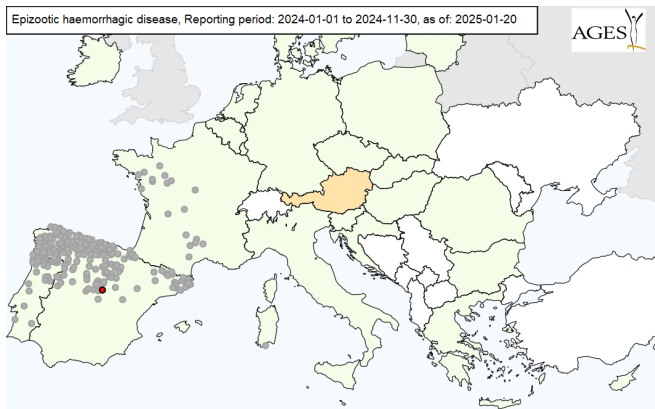 Epizootic haemorrhagic disease, Reporting period: 2024-01-01 to 2024-11-30, as of: 2025-01-20
AGES